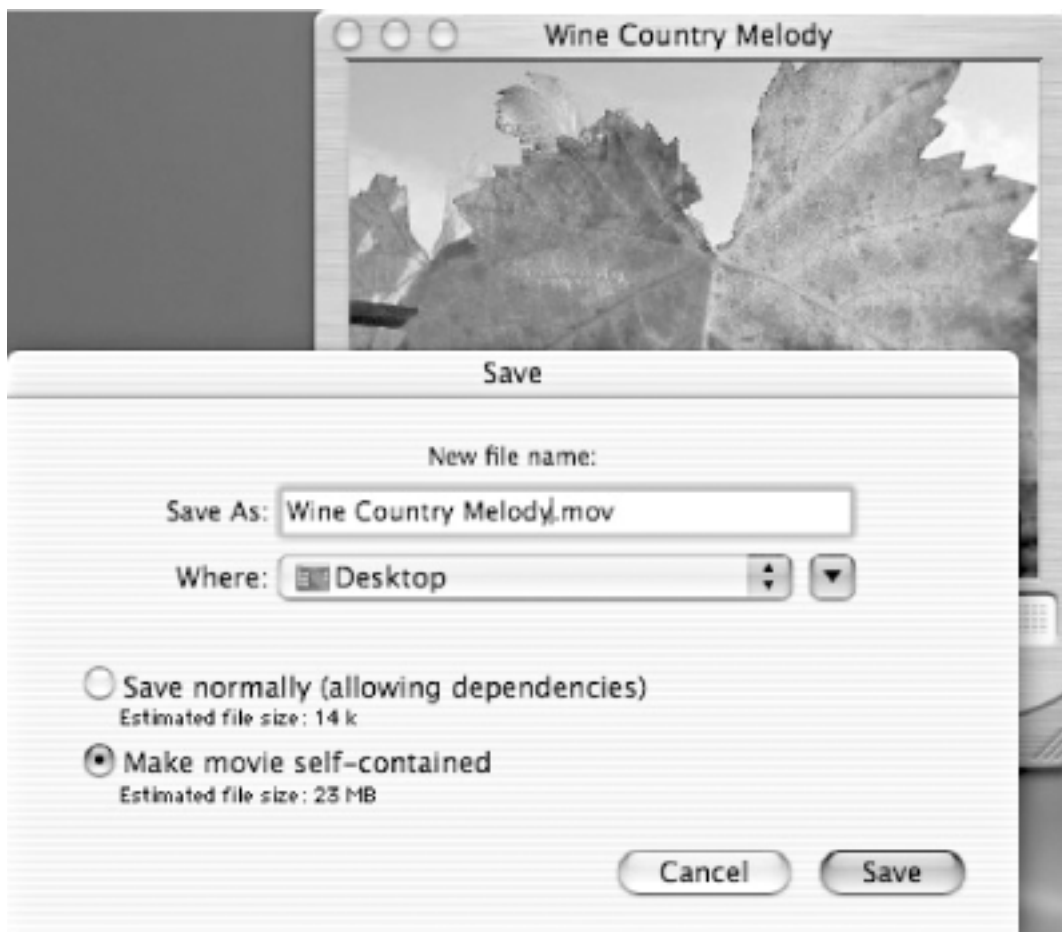 Wine Country Melody
Save
New file name:
Save As: Wine Country Melody.mov
Where: Desktop
Save normally (allowing dependencies)
Estimated file size: 14 k
Make movie self-contained
Estimated file size: 23 MB
Cancel Save